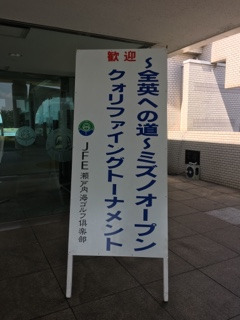 歓迎
～全英への道～ミズノオープン
クォリファイングトーナメント
JFE瀬戸内海ゴルフ倶楽部